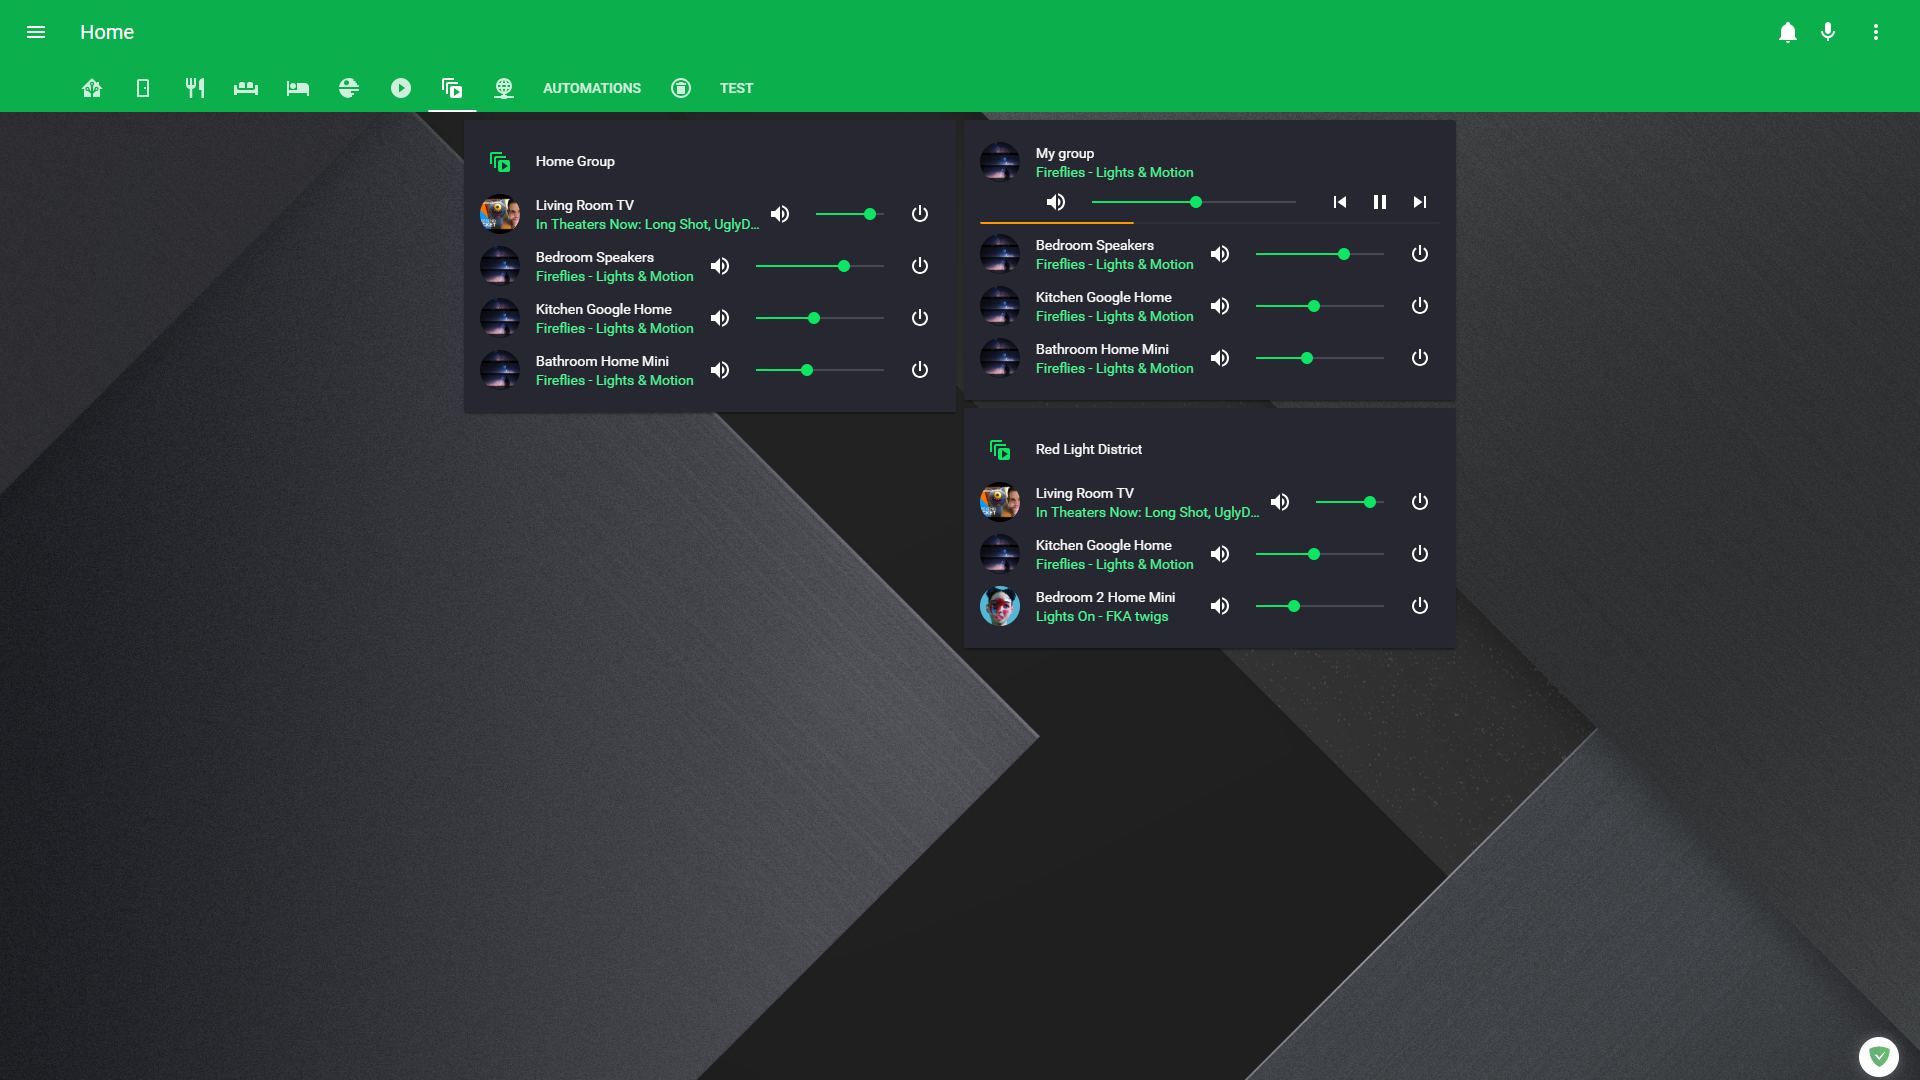 Home
AUTOMATIONS
TEST
Home Group
Living Room TV
In Theaters Now: Long Shot, UglyD...
Bedroom Speakers
Fireflies - Lights & Motion
Kitchen Google Home
Fireflies - Lights & Motion
Bathroom Home Mini
Fireflies - Lights & Motion
My group
Fireflies - Lights & Motion
Bedroom Speakers
Fireflies - Lights & Motion
Kitchen Google Home
Fireflies - Lights & Motion
Bathroom Home Mini
Fireflies - Lights & Motion
Red Light District
Living Room TV
In Theaters Now: Long Shot, UglyD...
Kitchen Google Home
Fireflies - Lights & Motion
Bedroom 2 Home Mini
Lights On - FKA twigs